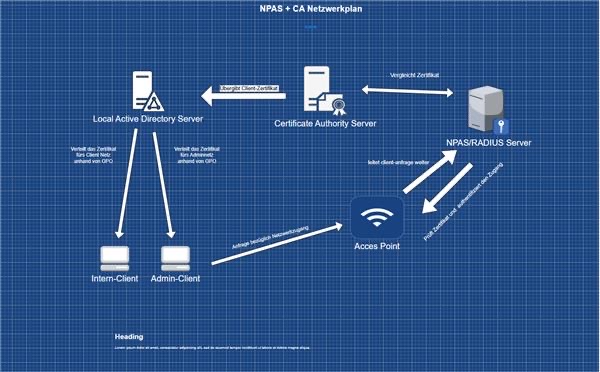 NPAS + CA Netzwerkplan
Vergleicht Zertifikat
Übergibt Client-Zertifikat
Local Active Directory Server
Certificate Authority Server
NPAS/RADIUS Server
Verteilt das Zertifikat
fürs Client Netz
anhand von GPO
Verteilt das Zertifikat
fürs Adminnetz
anhand von GPO
leitet client-anfrage weiter
Prüft Zertifikat und authentifiziert den Zugang
Anfrage bezüglich Netzwerkzugang
Acces Point
Intern-Client
Admin-Client
Heading
Lorem ipsum dolor sit amet, consectetur adipisicing elit, sed do eiusmod tempor incididunt ut labore et dolore magna aliqua.